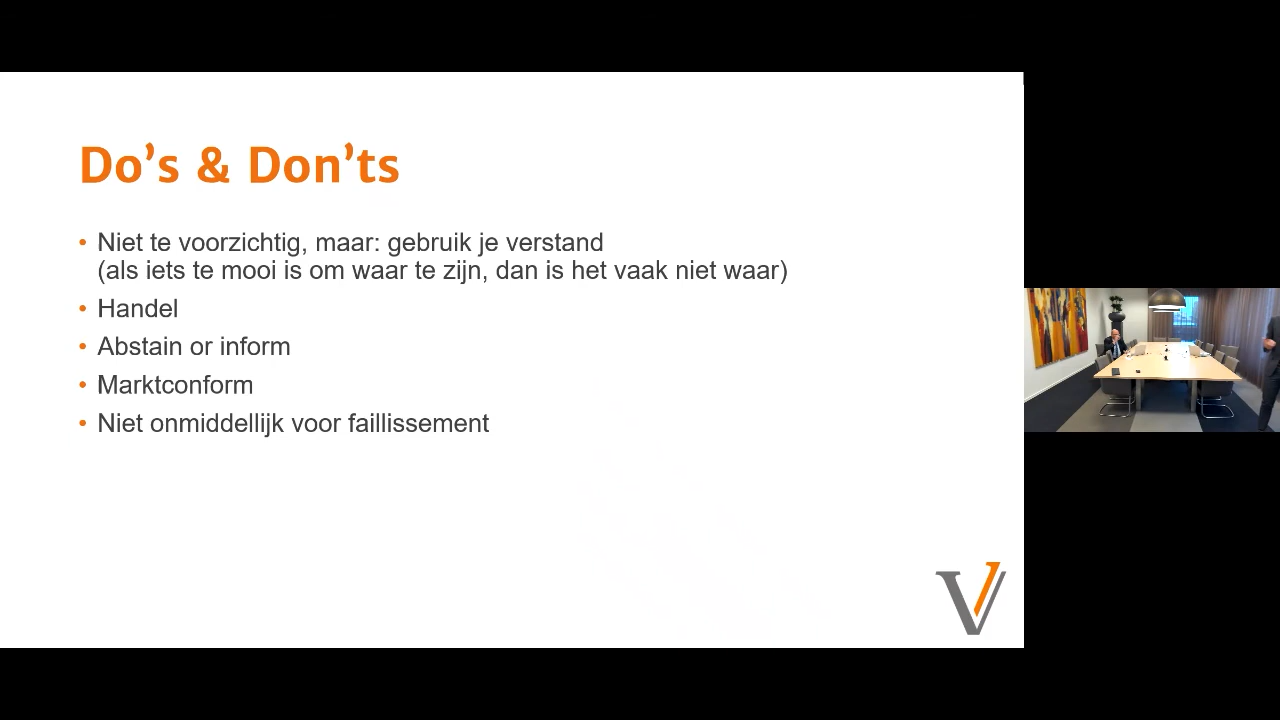 Do's & Don'ts
• Niet te voorzichtig, maar: gebruik je verstand
(als iets te mooi is om waar te zijn, dan is het vaak niet waar)
• Handel
• Abstain or inform
• Marktconform
• Niet onmiddellijk voor faillissement